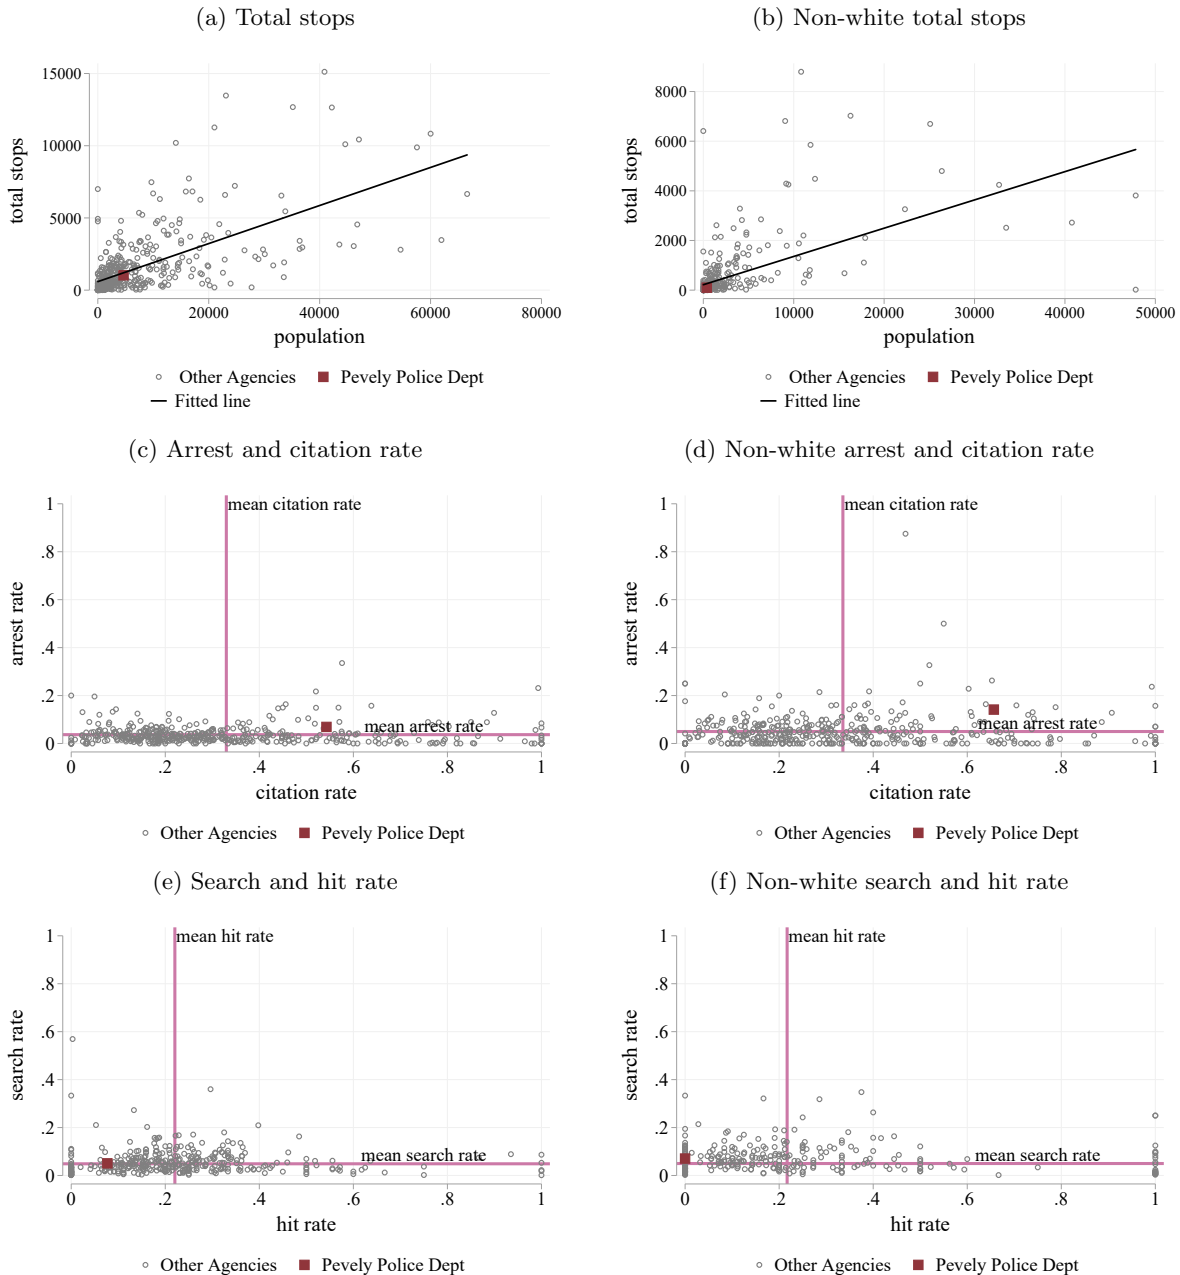 (a) Total stops
(b) Non-white total stops
total stops
15000
10000
5000
0
0
20000
40000
60000
80000
population
Other Agencies
Pevely Police Dept
Fitted line
total stops
8000
6000
4000
2000
0
0
10000
20000
30000
40000
50000
population
Other Agencies
Pevely Police Dept
Fitted line
(c) Arrest and citation rate
(d) Non-white arrest and citation rate
arrest rate
1
.8
.6
.4
.2
0
mean citation rate
mean arrest rate
0
.2
.4
.6
.8
1
citation rate
Other Agencies
Pevely Police Dept
arrest rate
1
.8
.6
.4
.2
0
mean citation rate
mean arrest rate
0
.2
.4
.6
.8
1
citation rate
Other Agencies
Pevely Police Dept
(e) Search and hit rate
(f) Non-white search and hit rate
search rate
1
.8
.6
.4
.2
0
mean hit rate
mean search rate
0
.2
.4
.6
.8
1
hit rate
Other Agencies
Pevely Police Dept
search rate
1
.8
.6
.4
.2
0
mean hit rate
mean search rate
0
.2
.4
.6
.8
1
hit rate
Other Agencies
Pevely Police Dept